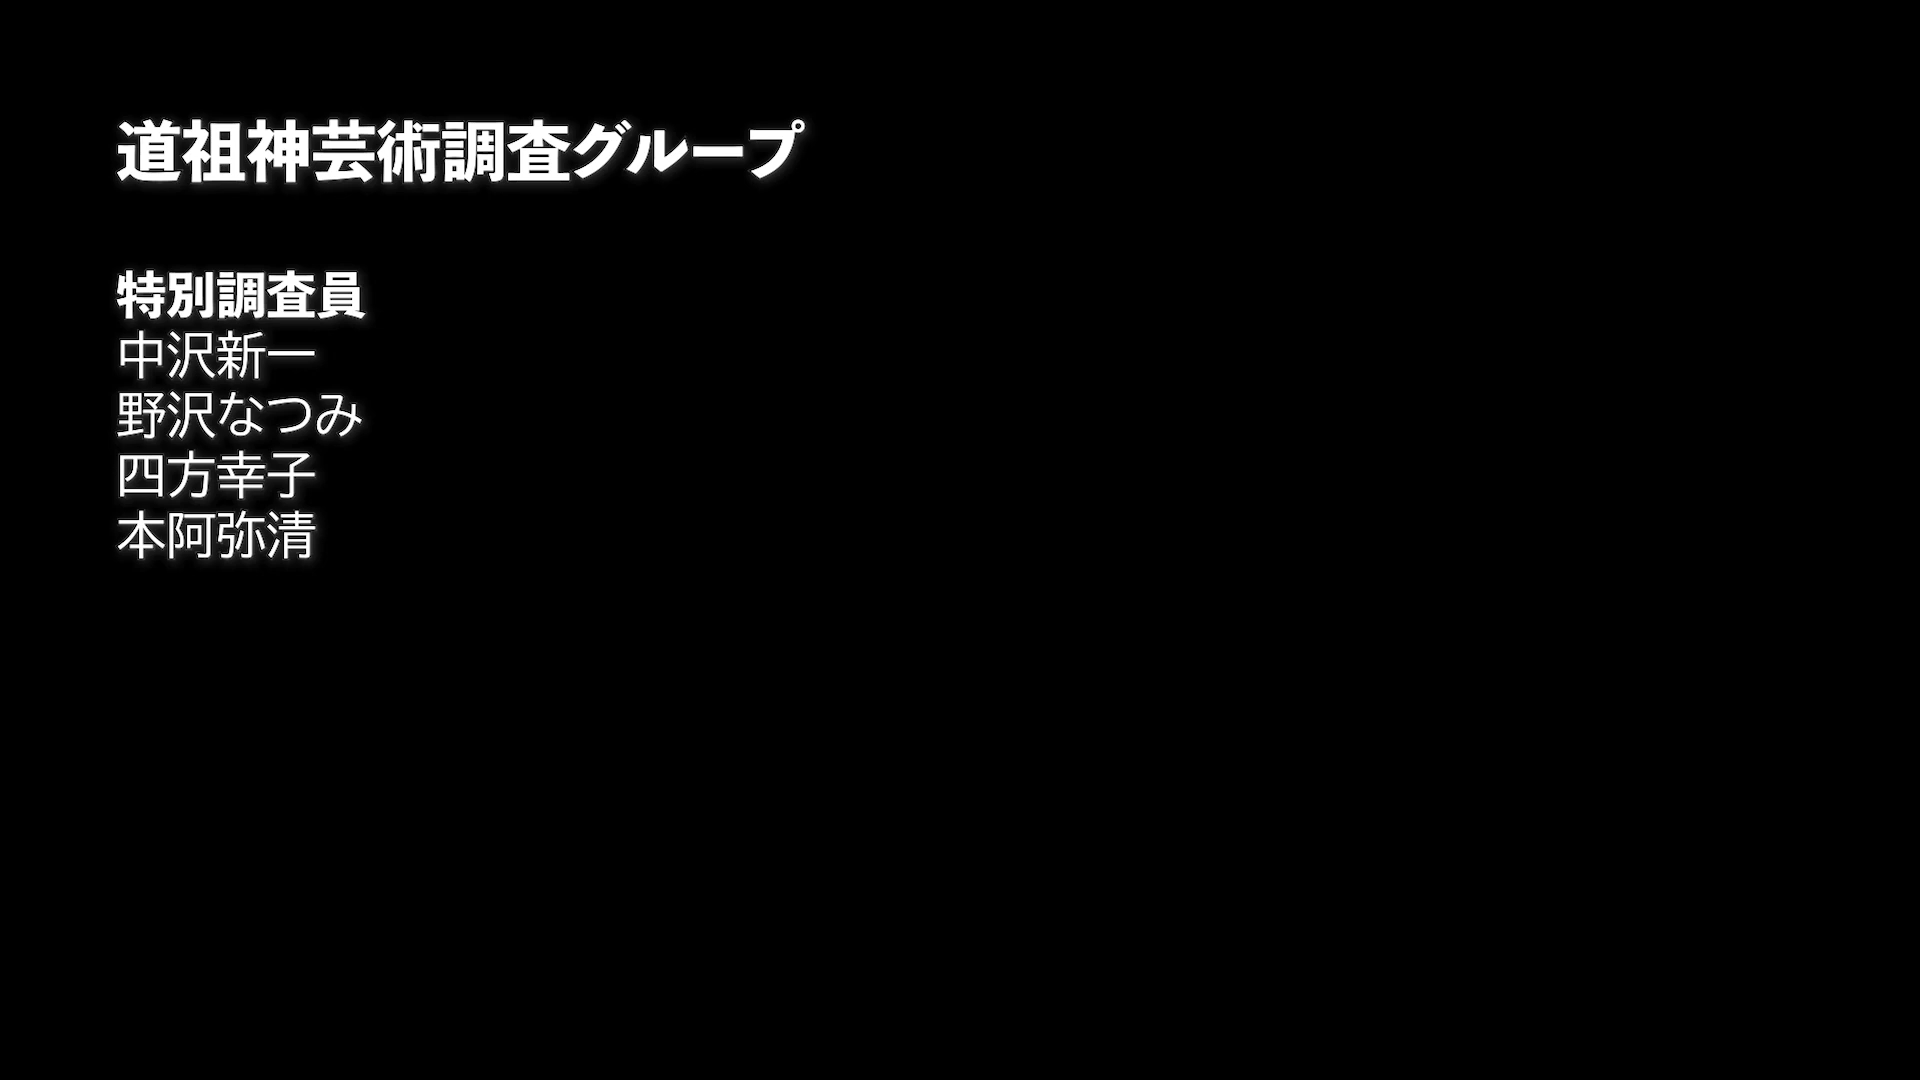 道祖神芸術調査グループ
特別調査員
中沢新一
野沢なつみ
四方幸子
本阿弥清